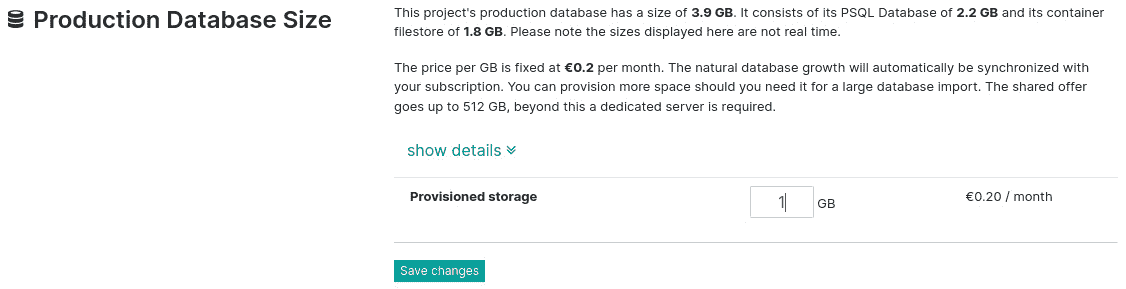 Production Database Size
This project's production database has a size of 3.9 GB. It consists of its PSQL Database of 2.2 GB and its container
filestore of 1.8 GB. Please note the sizes displayed here are not real time.
The price per GB is fixed at €0.2 per month. The natural database growth will automatically be synchronized with
your subscription. You can provision more space should you need it for a large database import. The shared offer
goes up to 512 GB, beyond this a dedicated server is required.
show details
Provisioned storage 1 GB €0.20 / month
Save changes